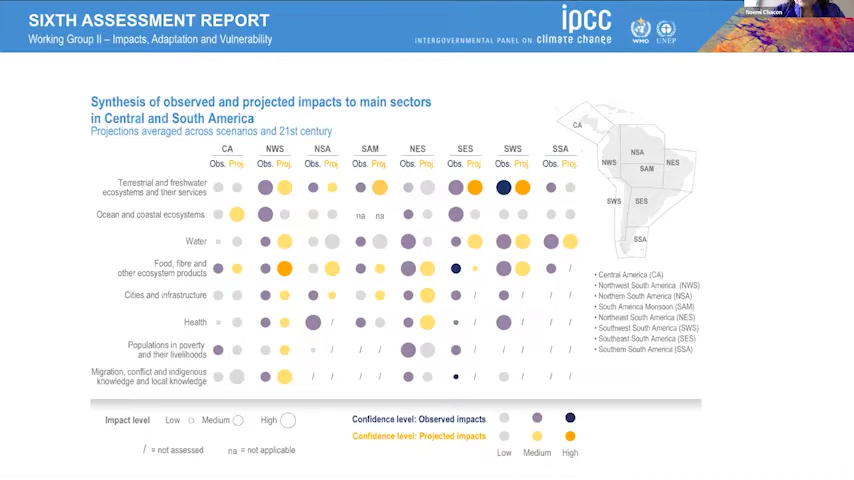 SIXTH ASSESSMENT REPORT
Working Group II – Impacts, Adaptation and Vulnerability
INTERGOVERNMENTAL PANEL ON
ipcc
climate change
WMO
UNEP
Noemi Chacon
Synthesis of observed and projected impacts to main sectors
in Central and South America
Projections averaged across scenarios and 21st century
CA NWS NSA SAM NES SES SWS SSA
Obs. Proj. Obs. Proj. Obs. Proj. Obs. Proj. Obs. Proj. Obs. Proj. Obs. Proj. Obs. Proj.
Terrestrial and freshwater
ecosystems and their services
Ocean and coastal ecosystems na na
Water
Food, fibre and
other ecosystem products /
Cities and infrastructure / / / /
Health / / / / / /
Populations in poverty
and their livelihoods / / / / / / / /
Migration, conflict and indigenous
knowledge and local knowledge / / / / / / / /
CA
NSA
NWS
SAM
NES
SWS
SES
SSA
• Central America (CA)
• Northwest South America (NWS)
• Northern South America (NSA)
• South America Monsoon (SAM)
• Northeast South America (NES)
• Southwest South America (SWS)
• Southeast South America (SES)
• Southern South America (SSA)
Impact level Low Medium High
/ = not assessed na = not applicable
Confidence level: Observed impacts
Confidence level: Projected impacts
Low Medium High